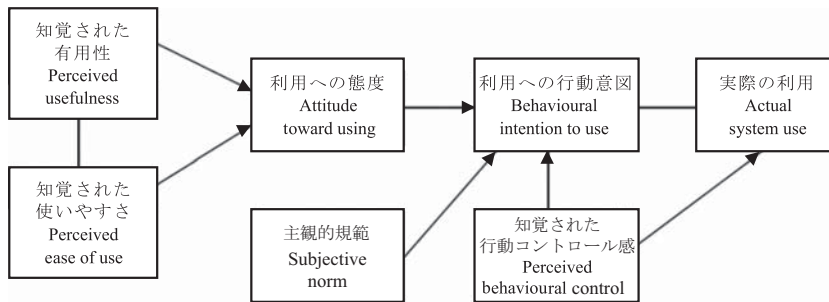 知覚された
有用性
Perceived
usefulness
利用への態度
Attitude
toward using
利用への行動意図
Behavioural
intention to use
実際の利用
Actual
system use
知覚された
使いやすさ
Perceived
ease of use
主観的規範
Subjective
norm
知覚された
行動コントロール感
Perceived
behavioural control